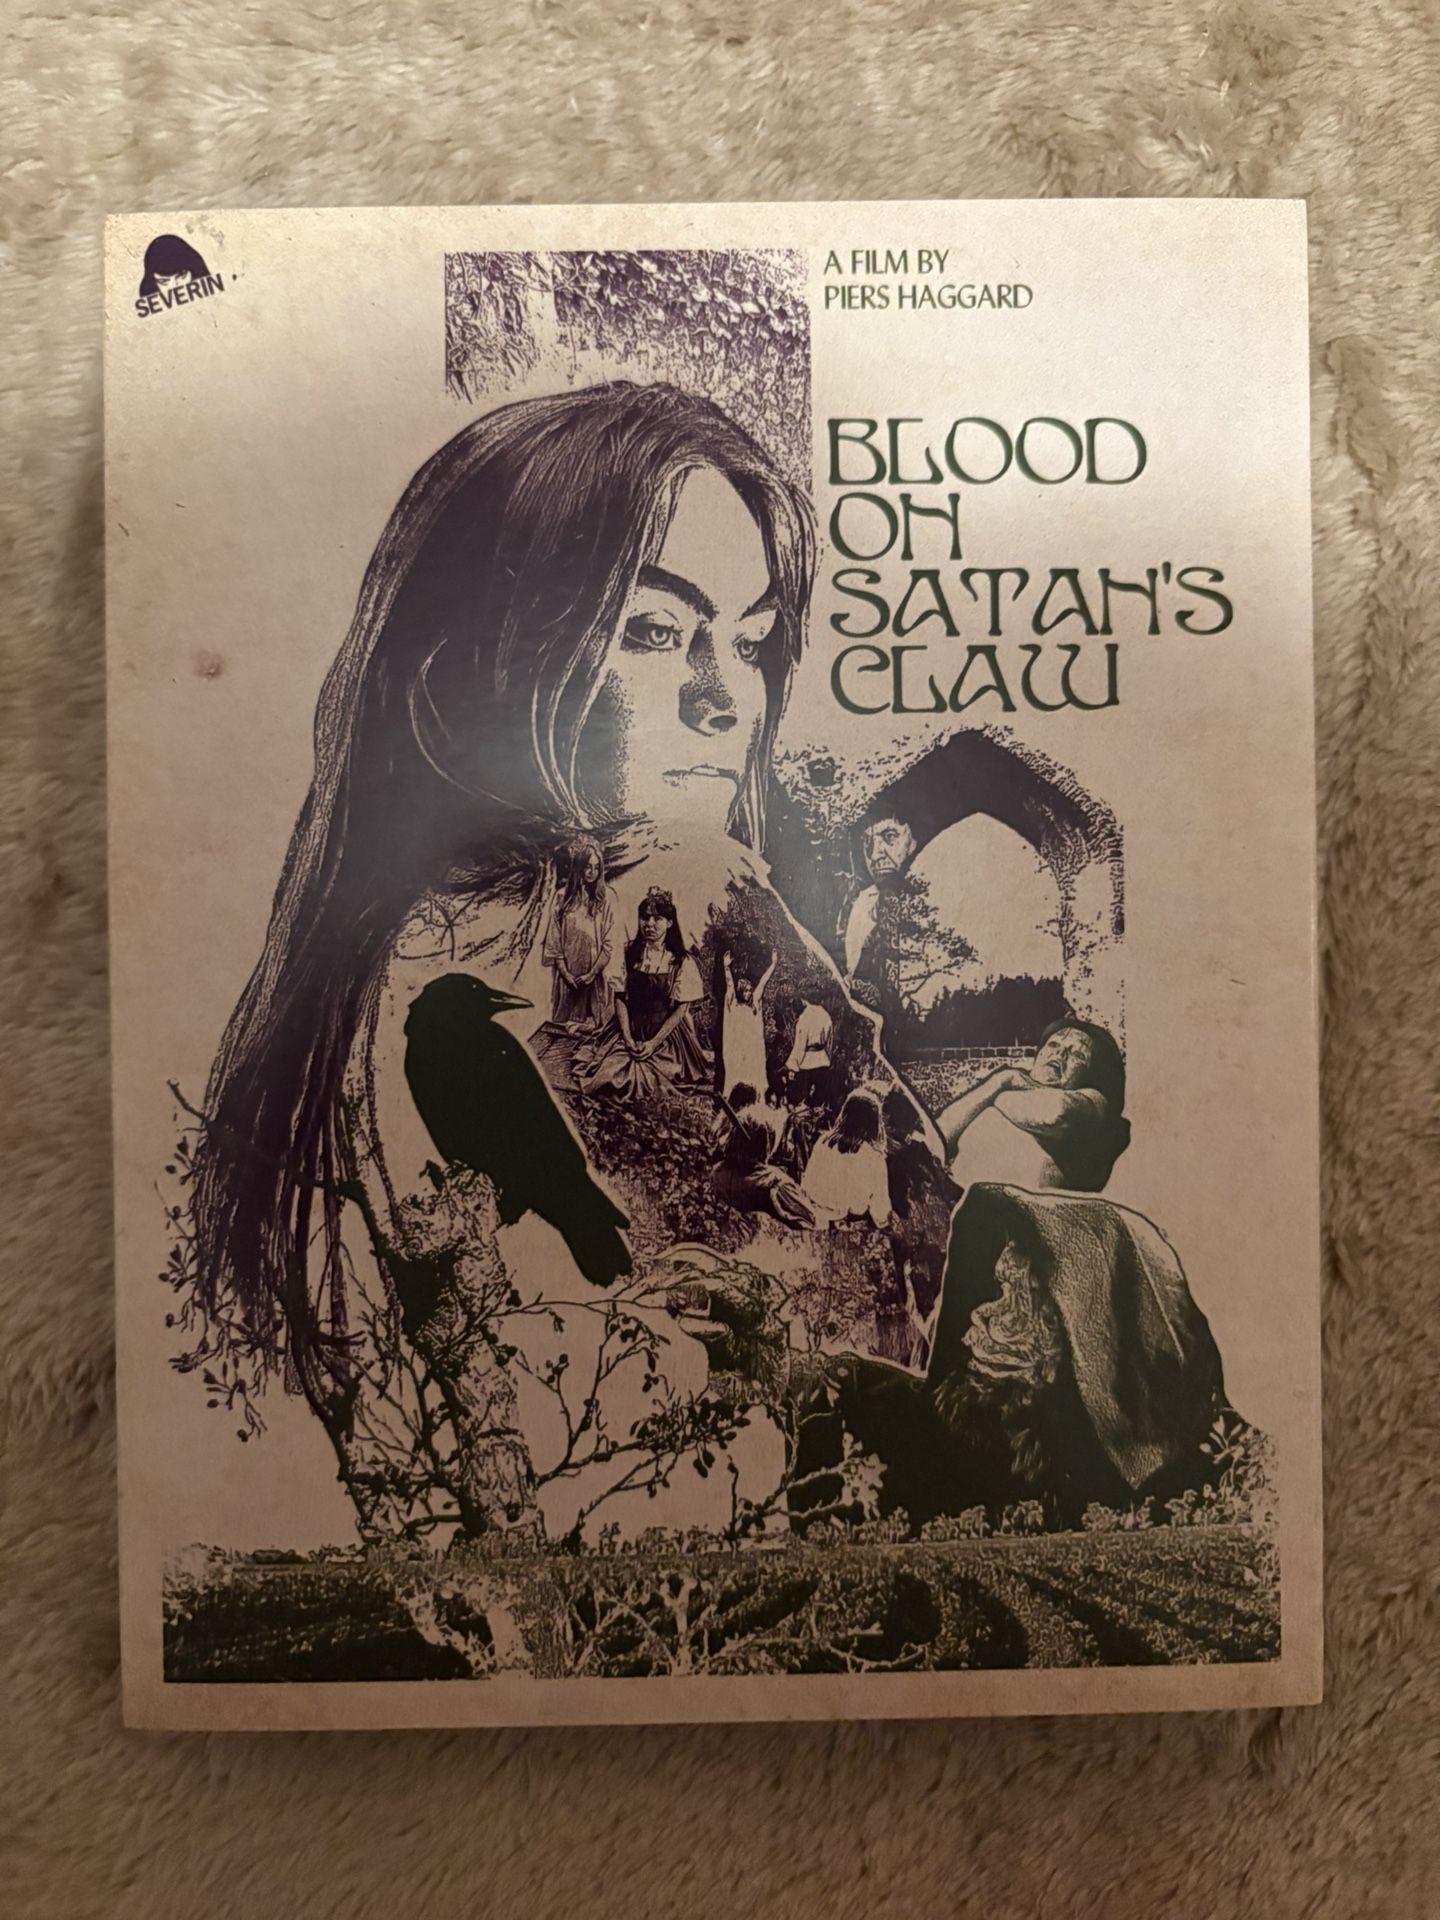 SEVERIN
A FILM BY
PIERS HAGGARD
BLOOD
ON
SATAN'S
CLAW